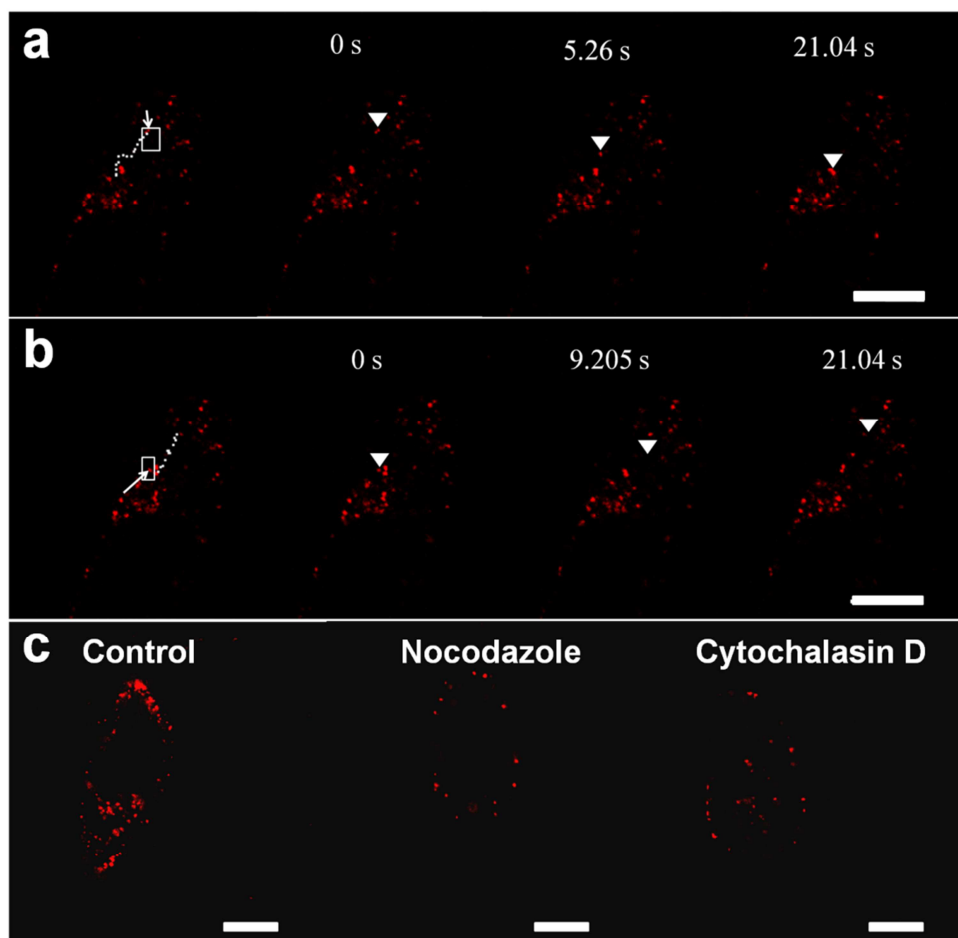 a
0 s 5.26 s 21.04 s
b
0 s 9.205 s 21.04 s
c
Control Nocodazole Cytochalasin D